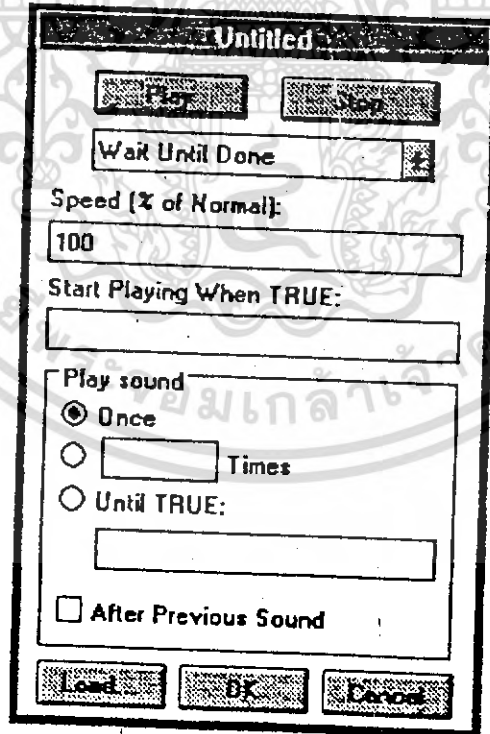 Untitled
Play Stop
Wait Until Done
Speed (% of Normal):
100
Start Playing When TRUE:
Play sound
Once
Times
Until TRUE:
After Previous Sound
Load... OK Cancel